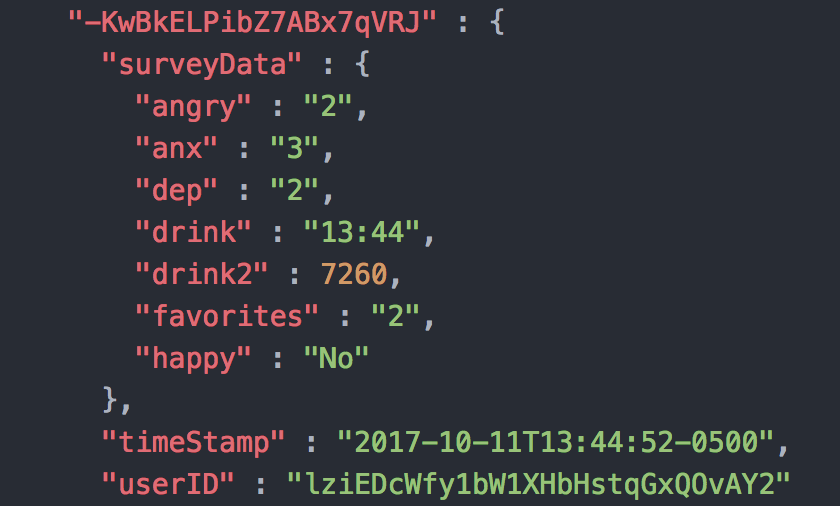 "-KwBkELPibZ7ABx7qVRJ" : {
"surveyData" : {
"angry" : "2",
"anx" : "3",
"dep" : "2",
"drink" : "13:44",
"drink2" : 7260,
"favorites" : "2",
"happy" : "No"
},
"timeStamp" : "2017-10-11T13:44:52-0500",
"userID" : "lziEDcWfy1bW1XHbHstqGxQOvAY2"